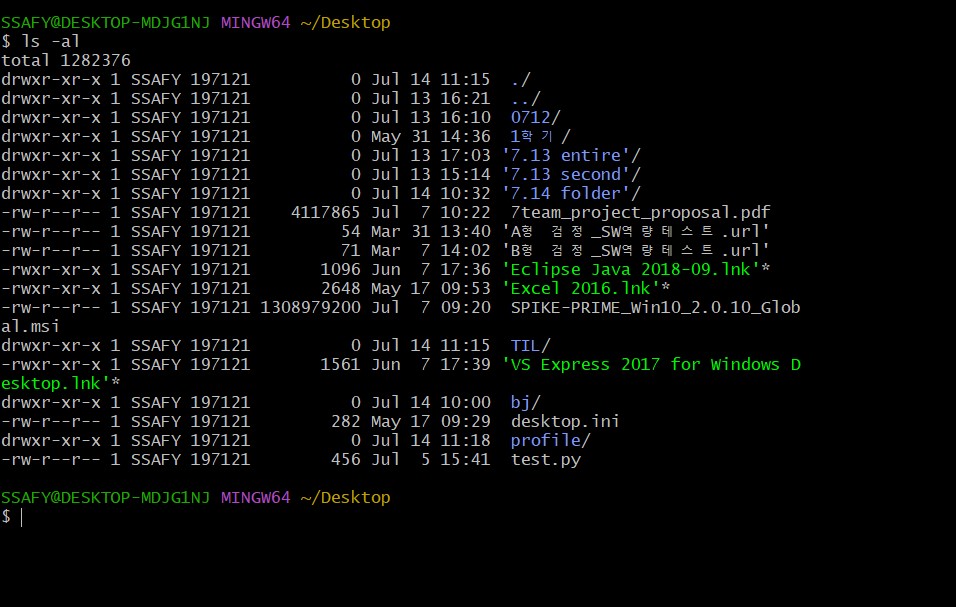 SSAFY@DESKTOP-MDJG1NJ MINGW64 ~/Desktop
$ ls -al
total 1282376
drwxr-xr-x 1 SSAFY 197121          0 Jul 14 11:15  ./
drwxr-xr-x 1 SSAFY 197121          0 Jul 13 16:21  ../
drwxr-xr-x 1 SSAFY 197121          0 Jul 13 16:10  0712/
drwxr-xr-x 1 SSAFY 197121          0 May 31 14:36  1학기/
drwxr-xr-x 1 SSAFY 197121          0 Jul 13 17:03 '7.13 entire'/
drwxr-xr-x 1 SSAFY 197121          0 Jul 13 15:14 '7.13 second'/
drwxr-xr-x 1 SSAFY 197121          0 Jul 14 10:32 '7.14 folder'/
-rw-r--r-- 1 SSAFY 197121    4117865 Jul  7 10:22  7team_project_proposal.pdf
-rw-r--r-- 1 SSAFY 197121         54 Mar 31 13:40 'A형 검정_SW역량테스트.url'
-rw-r--r-- 1 SSAFY 197121         71 Mar  7 14:02 'B형 검정_SW역량테스트.url'
-rwxr-xr-x 1 SSAFY 197121       1096 Jun  7 17:36 'Eclipse Java 2018-09.lnk'*
-rwxr-xr-x 1 SSAFY 197121       2648 May 17 09:53 'Excel 2016.lnk'*
-rw-r--r-- 1 SSAFY 197121 1308979200 Jul  7 09:20  SPIKE-PRIME_Win10_2.0.10_Glob
al.msi
drwxr-xr-x 1 SSAFY 197121          0 Jul 14 11:15  TIL/
-rwxr-xr-x 1 SSAFY 197121       1561 Jun  7 17:39 'VS Express 2017 for Windows D
esktop.lnk'*
drwxr-xr-x 1 SSAFY 197121          0 Jul 14 10:00  bj/
-rw-r--r-- 1 SSAFY 197121        282 May 17 09:29  desktop.ini
drwxr-xr-x 1 SSAFY 197121          0 Jul 14 11:18  profile/
-rw-r--r-- 1 SSAFY 197121        456 Jul  5 15:41  test.py
SSAFY@DESKTOP-MDJG1NJ MINGW64 ~/Desktop
$